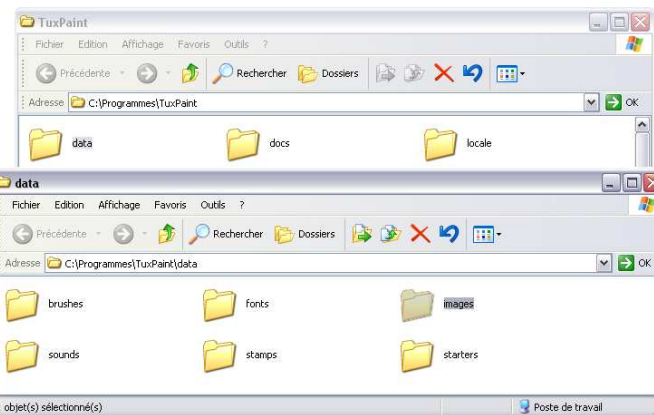 TuxPaint
Fichier Edition Affichage Favoris Outils ?
Précédente Rechercher Dossiers
Adresse C:\Programmes\TuxPaint OK
data docs locale
data
Fichier Edition Affichage Favoris Outils ?
Précédente Rechercher Dossiers
Adresse C:\Programmes\TuxPaint\data OK
brushes fonts images
sounds stamps starters
objet(s) sélectionné(s) Poste de travail